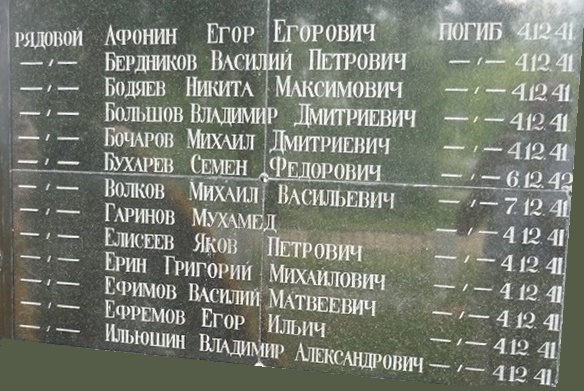 РЯДОВОЙ АФОНИН ЕГОР ЕГОРОВИЧ ПОГИБ 4.12.41
—〃— БЕРДНИКОВ ВАСИЛИЙ ПЕТРОВИЧ —〃— 4.12.41
—〃— БОДЯЕВ НИКИТА МАКСИМОВИЧ —〃— 4.12.41
—〃— БОЛЬШОВ ВЛАДИМИР ДМИТРИЕВИЧ —〃— 4.12.41
—〃— БОЧАРОВ МИХАИЛ ДМИТРИЕВИЧ —〃— 4.12.41
—〃— БУХАРЕВ СЕМЕН ФЕДОРОВИЧ —〃— 6.12.42
—〃— ВОЛКОВ МИХАИЛ ВАСИЛЬЕВИЧ —〃— 7.12.41
—〃— ГАРИНОВ МУХАМЕД —〃— 4.12.41
—〃— ЕЛИСЕЕВ ЯКОВ ПЕТРОВИЧ —〃— 4.12.41
—〃— ЕРИН ГРИГОРИЙ МИХАЙЛОВИЧ —〃— 4.12.41
—〃— ЕФИМОВ ВАСИЛИЙ МАТВЕЕВИЧ —〃— 4.12.41
—〃— ЕФРЕМОВ ЕГОР ИЛЬИЧ —〃— 4.12.41
—〃— ИЛЬЮШИН ВЛАДИМИР АЛЕКСАНДРОВИЧ —〃— 4.12.41